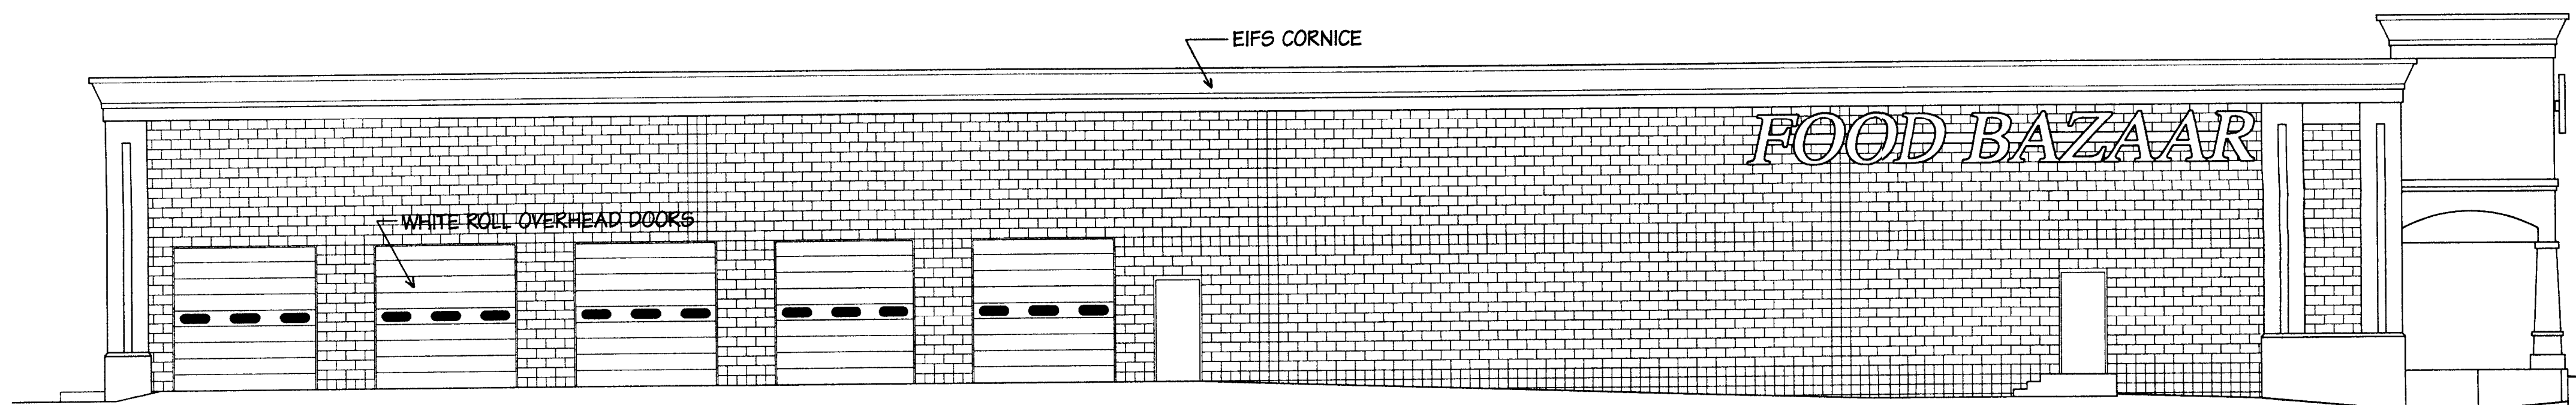 EIFS CORNICE
FOOD BAZAAR
WHITE ROLL OVERHEAD DOORS